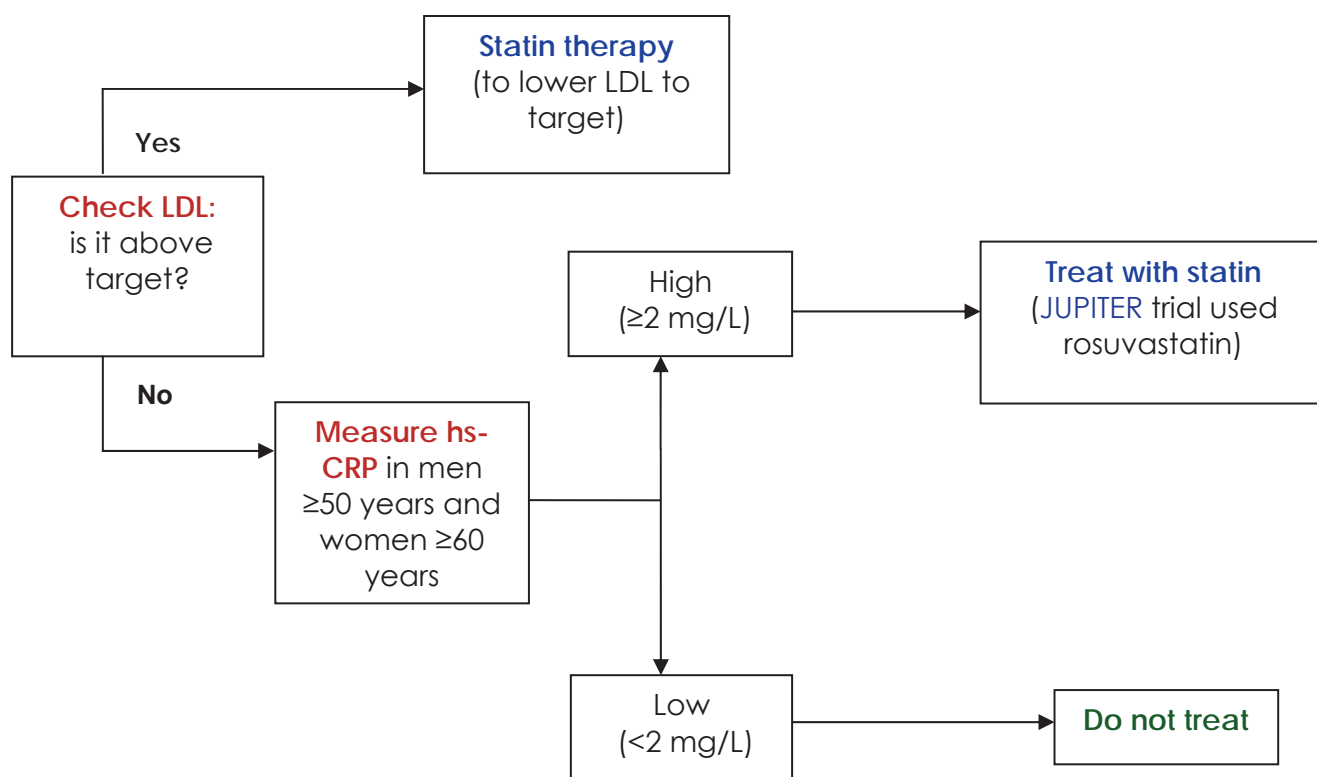 Statin therapy
(to lower LDL to
target)
Yes
Check LDL:
is it above
target?
High
(≥2 mg/L)
Treat with statin
(JUPITER trial used
rosuvastatin)
No
Measure hs-
CRP in men
≥50 years and
women ≥60
years
Low
(<2 mg/L)
Do not treat